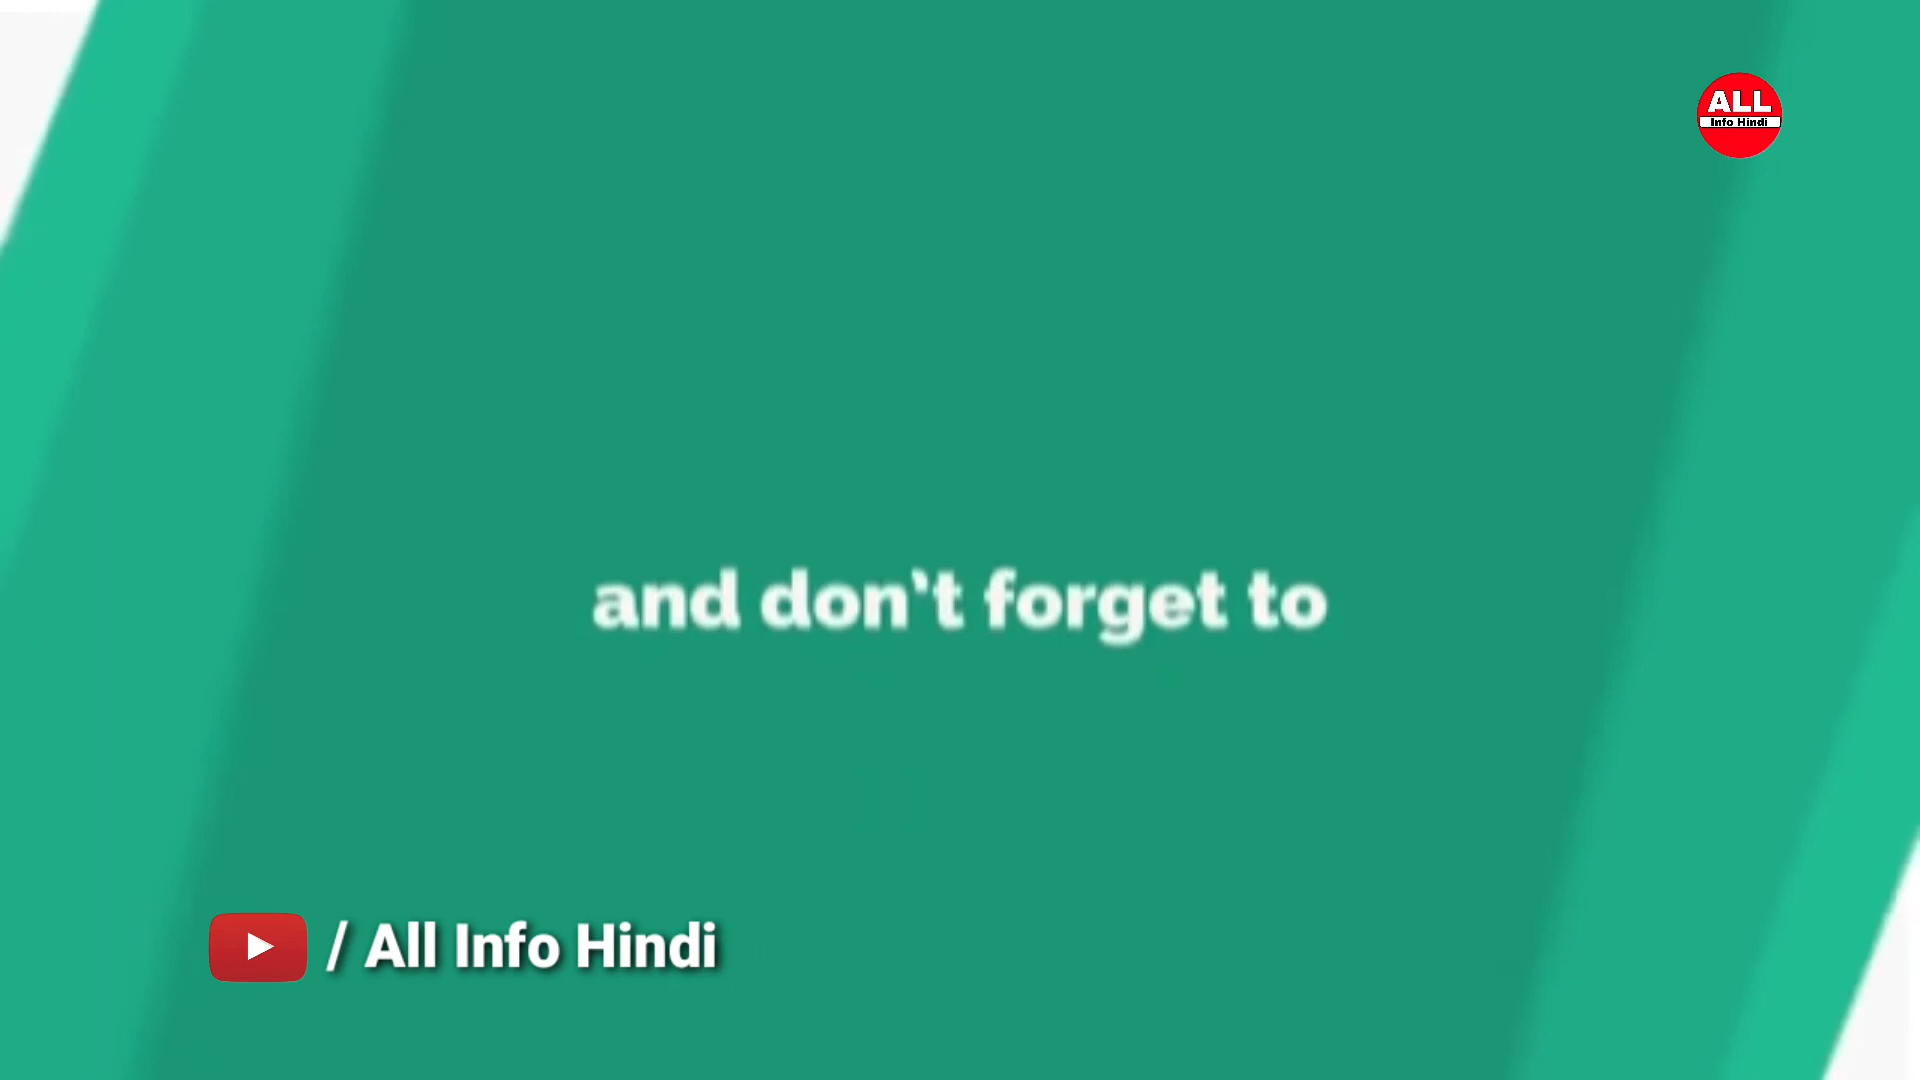 ALL
Info Hindi
and don't forget to
/ All Info Hindi